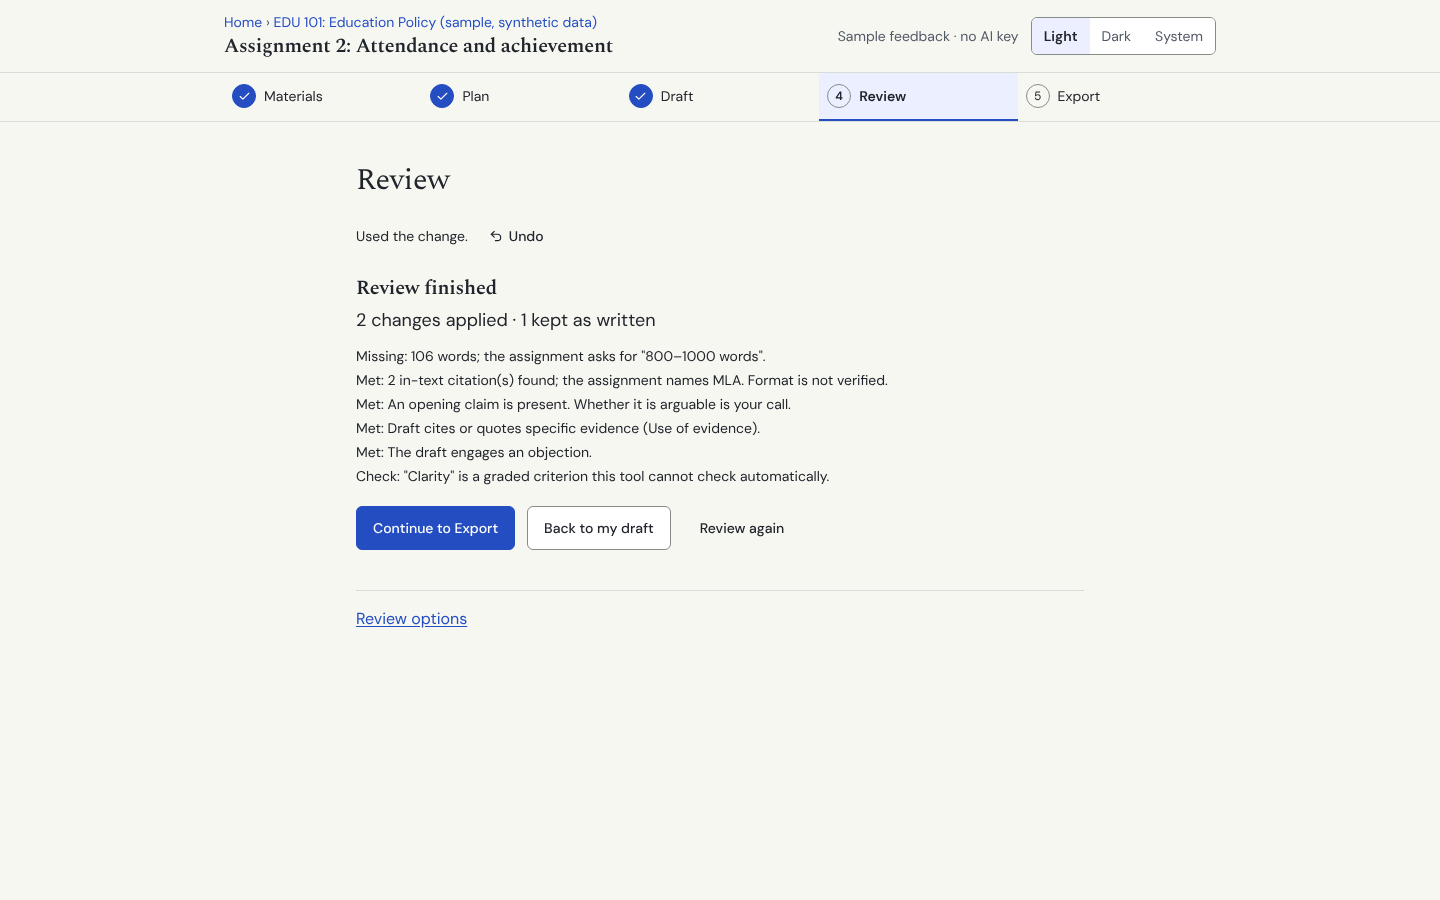 Home › EDU 101: Education Policy (sample, synthetic data)
Assignment 2: Attendance and achievement
Sample feedback · no AI key
Light Dark System
Materials
Plan
Draft
4 Review
5 Export
Review
Used the change. Undo
Review finished
2 changes applied · 1 kept as written
Missing: 106 words; the assignment asks for "800–1000 words".
Met: 2 in-text citation(s) found; the assignment names MLA. Format is not verified.
Met: An opening claim is present. Whether it is arguable is your call.
Met: Draft cites or quotes specific evidence (Use of evidence).
Met: The draft engages an objection.
Check: "Clarity" is a graded criterion this tool cannot check automatically.
Continue to Export Back to my draft Review again
Review options